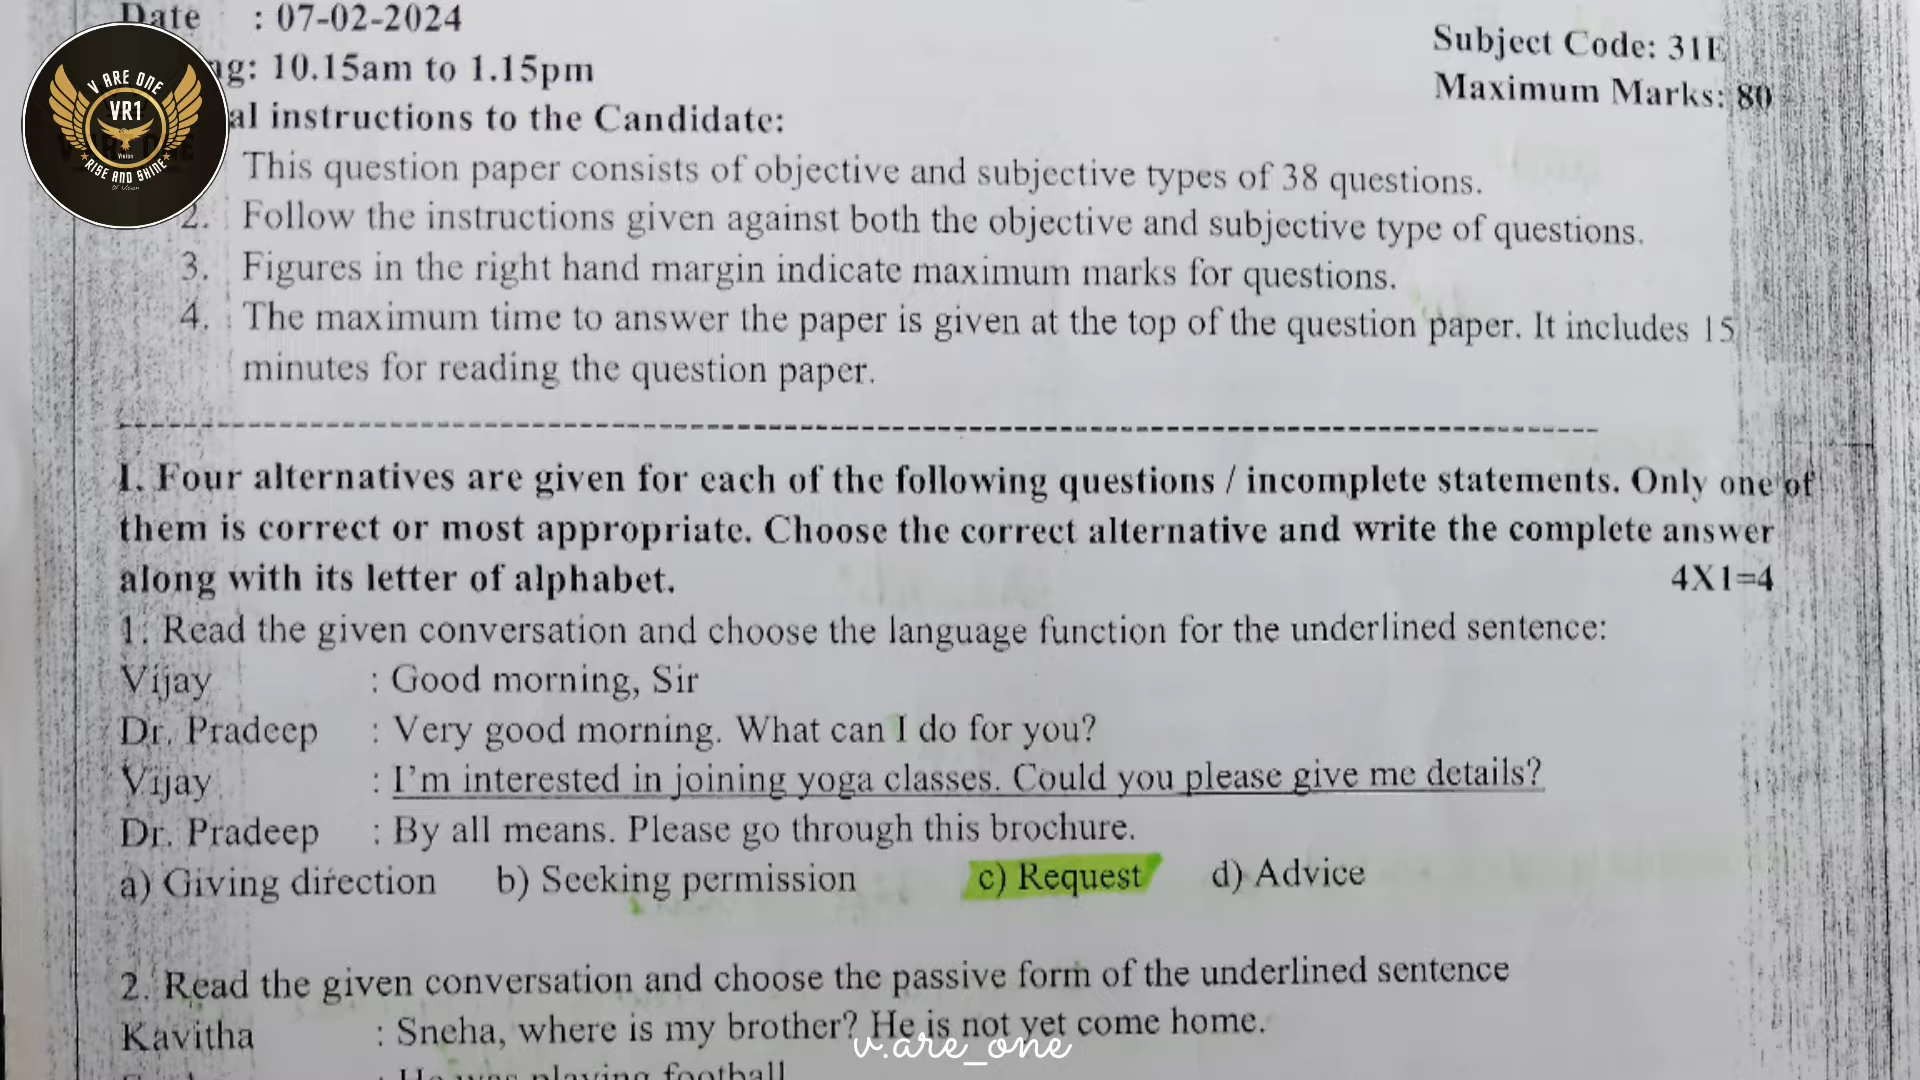 Date : 07-02-2024
Subject Code: 31E
ng: 10.15am to 1.15pm
Maximum Marks: 80
al instructions to the Candidate:
This question paper consists of objective and subjective types of 38 questions.
2. Follow the instructions given against both the objective and subjective type of questions.
3. Figures in the right hand margin indicate maximum marks for questions.
4. The maximum time to answer the paper is given at the top of the question paper. It includes 15
minutes for reading the question paper.
I. Four alternatives are given for each of the following questions / incomplete statements. Only one of
them is correct or most appropriate. Choose the correct alternative and write the complete answer
along with its letter of alphabet. 4X1=4
1. Read the given conversation and choose the language function for the underlined sentence:
Vijay : Good morning, Sir
Dr. Pradeep : Very good morning. What can I do for you?
Vijay : I'm interested in joining yoga classes. Could you please give me details?
Dr. Pradeep : By all means. Please go through this brochure.
a) Giving direction b) Seeking permission c) Request d) Advice
2. Read the given conversation and choose the passive form of the underlined sentence
Kavitha : Sneha, where is my brother? He is not yet come home.
: He was playing football
V ARE ONE
VR1
Vision
RISE AND SHINE
Of Vision
v.are_one